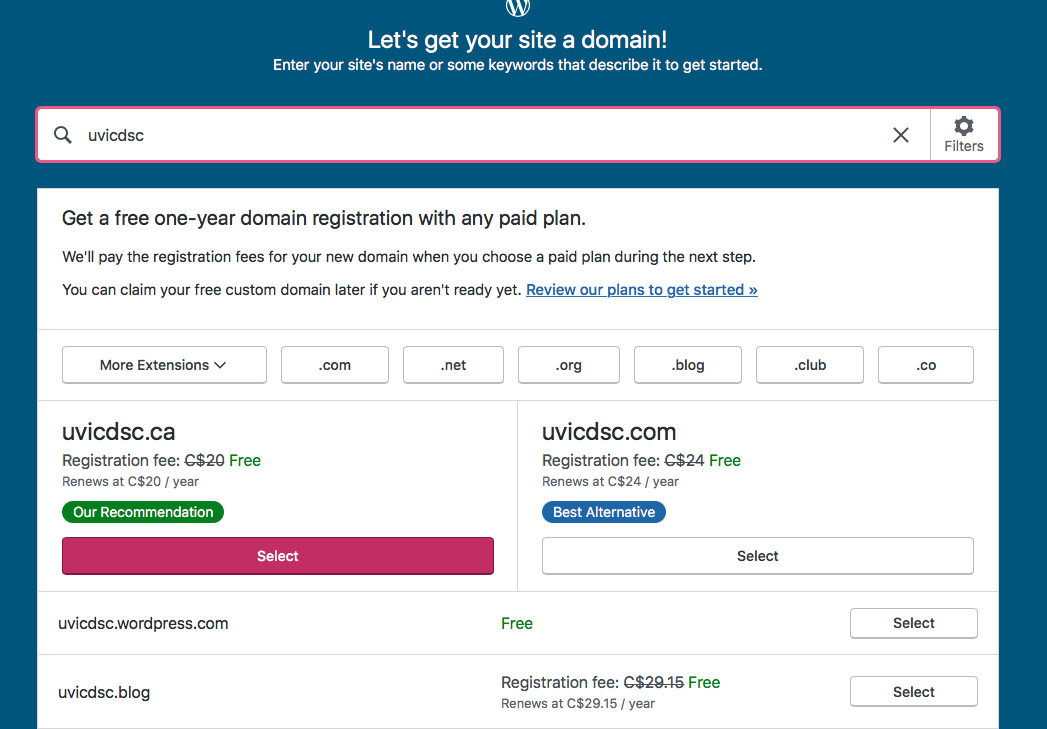 Let's get your site a domain!
Enter your site's name or some keywords that describe it to get started.
uvicdsc
Filters
Get a free one-year domain registration with any paid plan.
We'll pay the registration fees for your new domain when you choose a paid plan during the next step.
You can claim your free custom domain later if you aren't ready yet. Review our plans to get started »
More Extensions
.com
.net
.org
.blog
.club
.co
uvicdsc.ca
Registration fee: C$20 Free
Renews at C$20 / year
Our Recommendation
Select
uvicdsc.com
Registration fee: C$24 Free
Renews at C$24 / year
Best Alternative
Select
uvicdsc.wordpress.com
Free
Select
uvicdsc.blog
Registration fee: C$29.15 Free
Renews at C$29.15 / year
Select